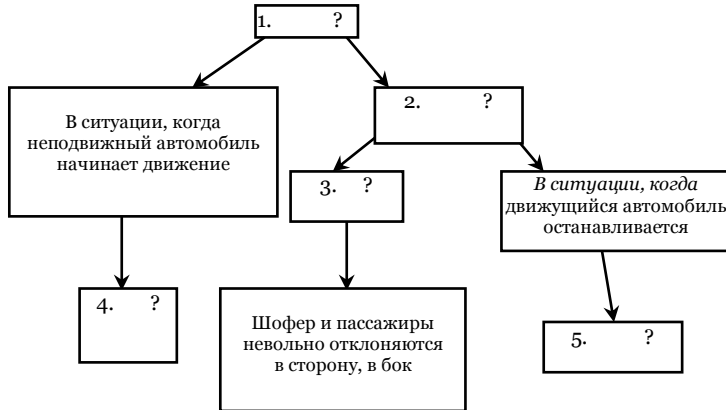 1. ?
В ситуации, когда
неподвижный автомобиль
начинает движение
2. ?
3. ?
В ситуации, когда
движущийся автомобиль
останавливается
4. ?
Шофер и пассажиры
невольно отклоняются
в сторону, в бок
5. ?